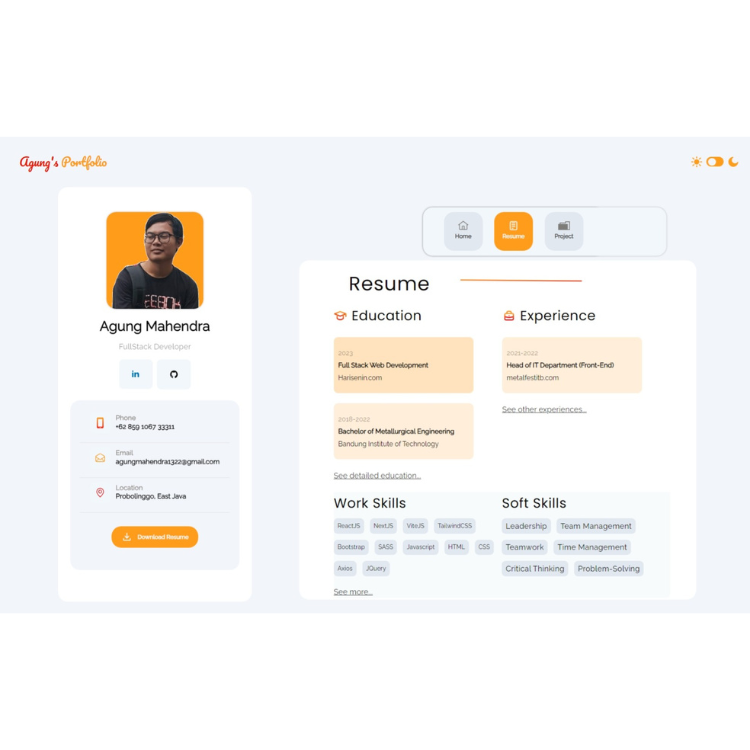 Agung's Portfolio
Agung Mahendra
FullStack Developer
in
Phone
+62 859 1067 33311
Email
agungmahendra1322@gmail.com
Location
Probolinggo, East Java
Download Resume
Home
Resume
Project
Resume
Education
2023
Full Stack Web Development
Harisenin.com
2018-2022
Bachelor of Metallurgical Engineering
Bandung Institute of Technology
See detailed education...
Experience
2021-2022
Head of IT Department (Front-End)
metalfestitb.com
See other experiences...
Work Skills
ReactJS NextJS ViteJS TailwindCSS
Bootstrap SASS Javascript HTML CSS
Axios JQuery
See more...
Soft Skills
Leadership Team Management
Teamwork Time Management
Critical Thinking Problem-Solving